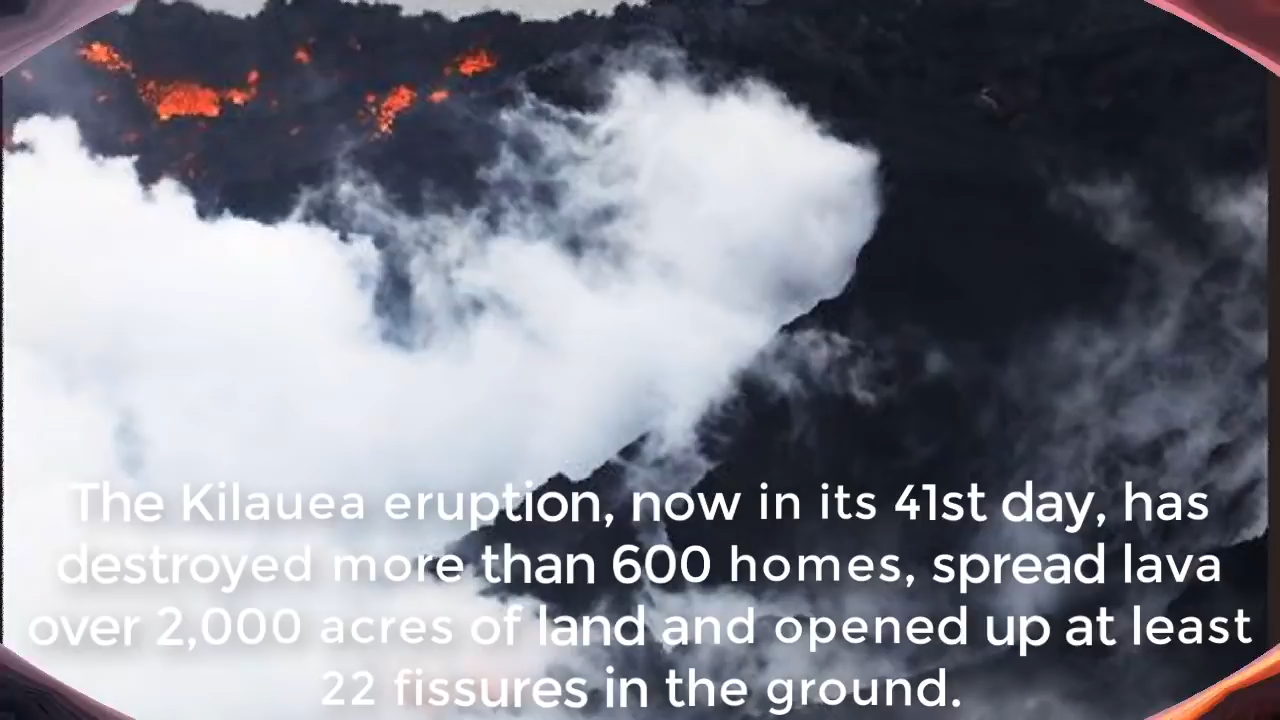 The Kilauea eruption, now in its 41st day, has
destroyed more than 600 homes, spread lava
over 2,000 acres of land and opened up at least
22 fissures in the ground.